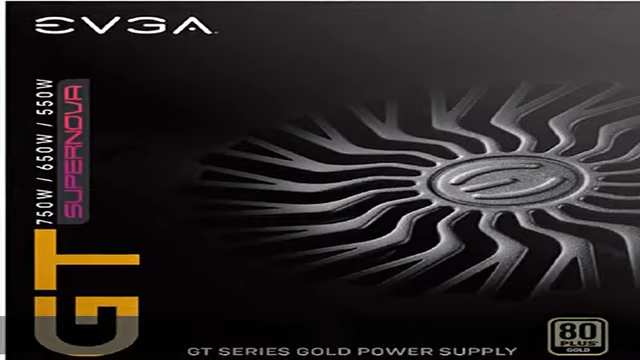 EVGA
750W / 650W / 550W
SUPERNOVA
GT
GT SERIES GOLD POWER SUPPLY
80
PLUS
GOLD